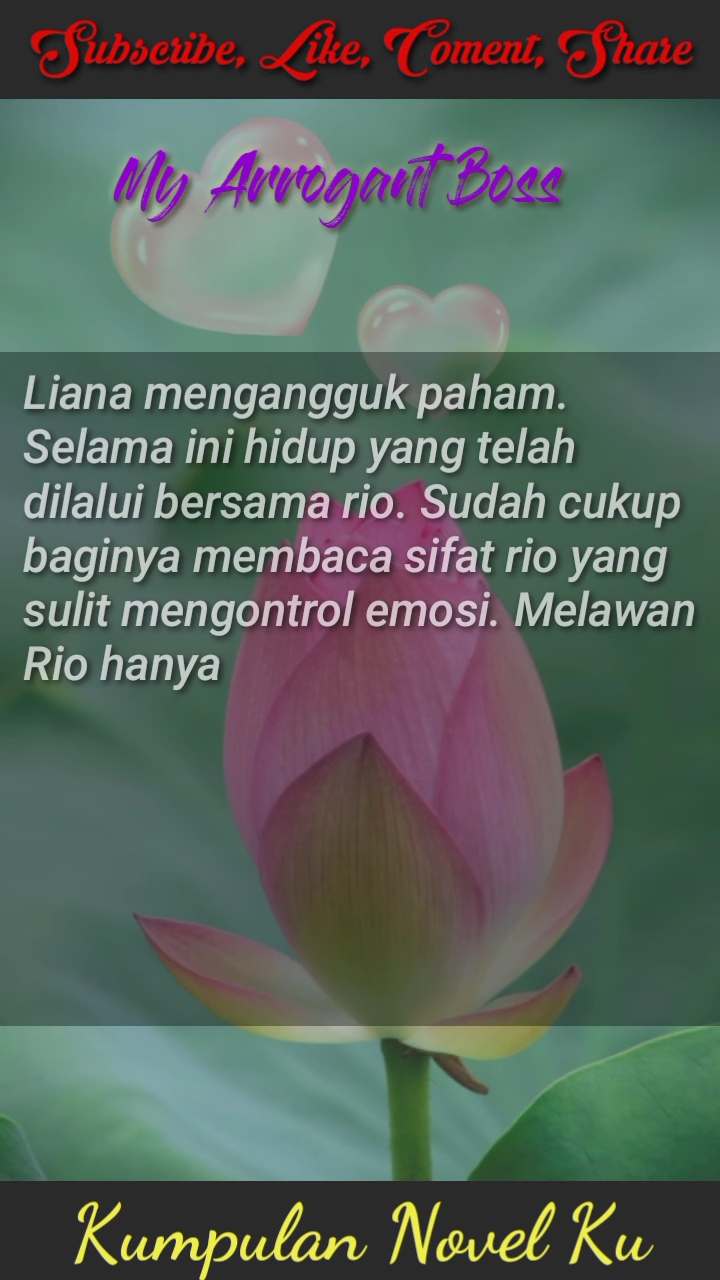 Subscribe, Like, Coment, Share
My Arrogant Boss
Liana mengangguk paham.
Selama ini hidup yang telah
dilalui bersama rio. Sudah cukup
baginya membaca sifat rio yang
sulit mengontrol emosi. Melawan
Rio hanya
Kumpulan Novel Ku